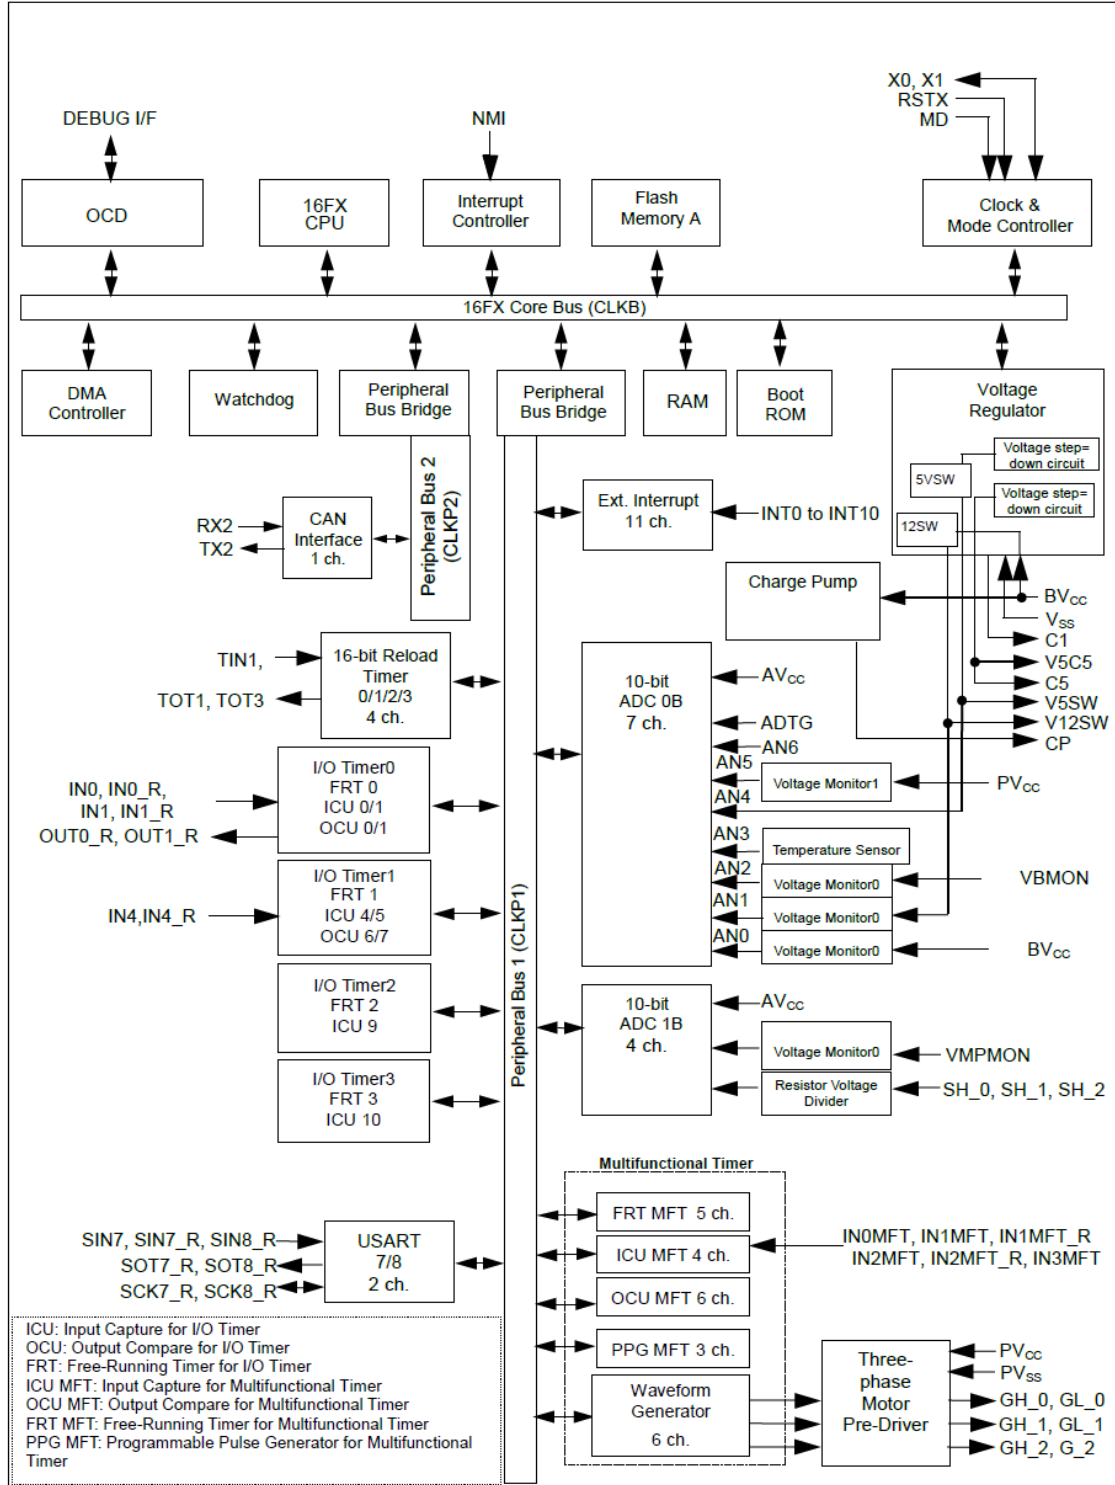 X0, X1
RSTX
MD
DEBUG I/F
NMI
OCD
16FX
CPU
Interrupt
Controller
Flash
Memory A
Clock &
Mode Controller
16FX Core Bus (CLKB)
DMA
Controller
Watchdog
Peripheral
Bus Bridge
Peripheral
Bus Bridge
RAM
Boot
ROM
Voltage
Regulator
Voltage step=
down circuit
5VSW
Voltage step=
down circuit
12SW
Peripheral Bus 2
(CLKP2)
RX2
TX2
CAN
Interface
1 ch.
Ext. Interrupt
11 ch.
INT0 to INT10
Charge Pump
BVCC
VSS
C1
V5C5
C5
V5SW
V12SW
CP
TIN1,
TOT1, TOT3
16-bit Reload
Timer
0/1/2/3
4 ch.
10-bit
ADC 0B
7 ch.
AVCC
ADTG
AN6
AN5
Voltage Monitor1
PVCC
AN4
AN3
Temperature Sensor
AN2
Voltage Monitor0
VBMON
AN1
Voltage Monitor0
AN0
Voltage Monitor0
BVCC
IN0, IN0_R,
IN1, IN1_R
OUT0_R, OUT1_R
I/O Timer0
FRT 0
ICU 0/1
OCU 0/1
IN4,IN4_R
I/O Timer1
FRT 1
ICU 4/5
OCU 6/7
I/O Timer2
FRT 2
ICU 9
I/O Timer3
FRT 3
ICU 10
Peripheral Bus 1 (CLKP1)
10-bit
ADC 1B
4 ch.
AVCC
Voltage Monitor0
VMPMON
Resistor Voltage
Divider
SH_0, SH_1, SH_2
Multifunctional Timer
FRT MFT 5 ch.
ICU MFT 4 ch.
IN0MFT, IN1MFT, IN1MFT_R
IN2MFT, IN2MFT_R, IN3MFT
OCU MFT 6 ch.
PPG MFT 3 ch.
Waveform
Generator
6 ch.
SIN7, SIN7_R, SIN8_R
SOT7_R, SOT8_R
SCK7_R, SCK8_R
USART
7/8
2 ch.
Three-
phase
Motor
Pre-Driver
PVCC
PVSS
GH_0, GL_0
GH_1, GL_1
GH_2, G_2
ICU: Input Capture for I/O Timer
OCU: Output Compare for I/O Timer
FRT: Free-Running Timer for I/O Timer
ICU MFT: Input Capture for Multifunctional Timer
OCU MFT: Output Compare for Multifunctional Timer
FRT MFT: Free-Running Timer for Multifunctional Timer
PPG MFT: Programmable Pulse Generator for Multifunctional
Timer